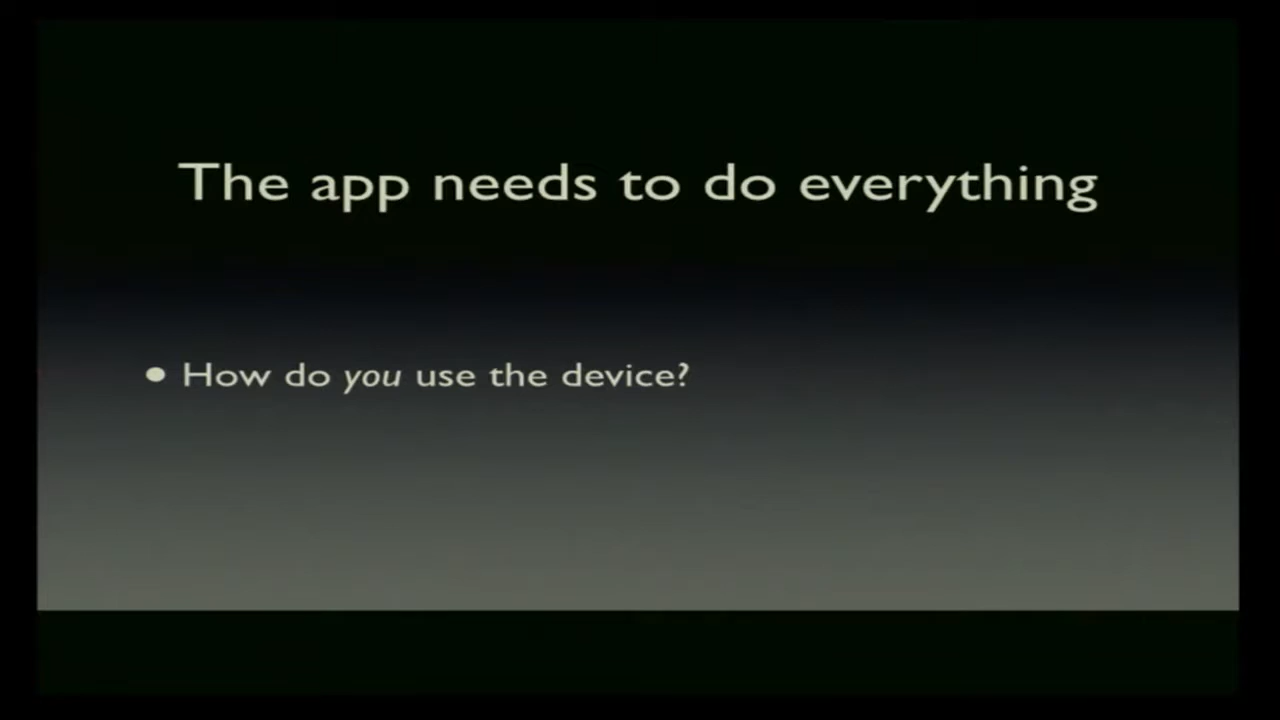 The app needs to do everything
• How do you use the device?